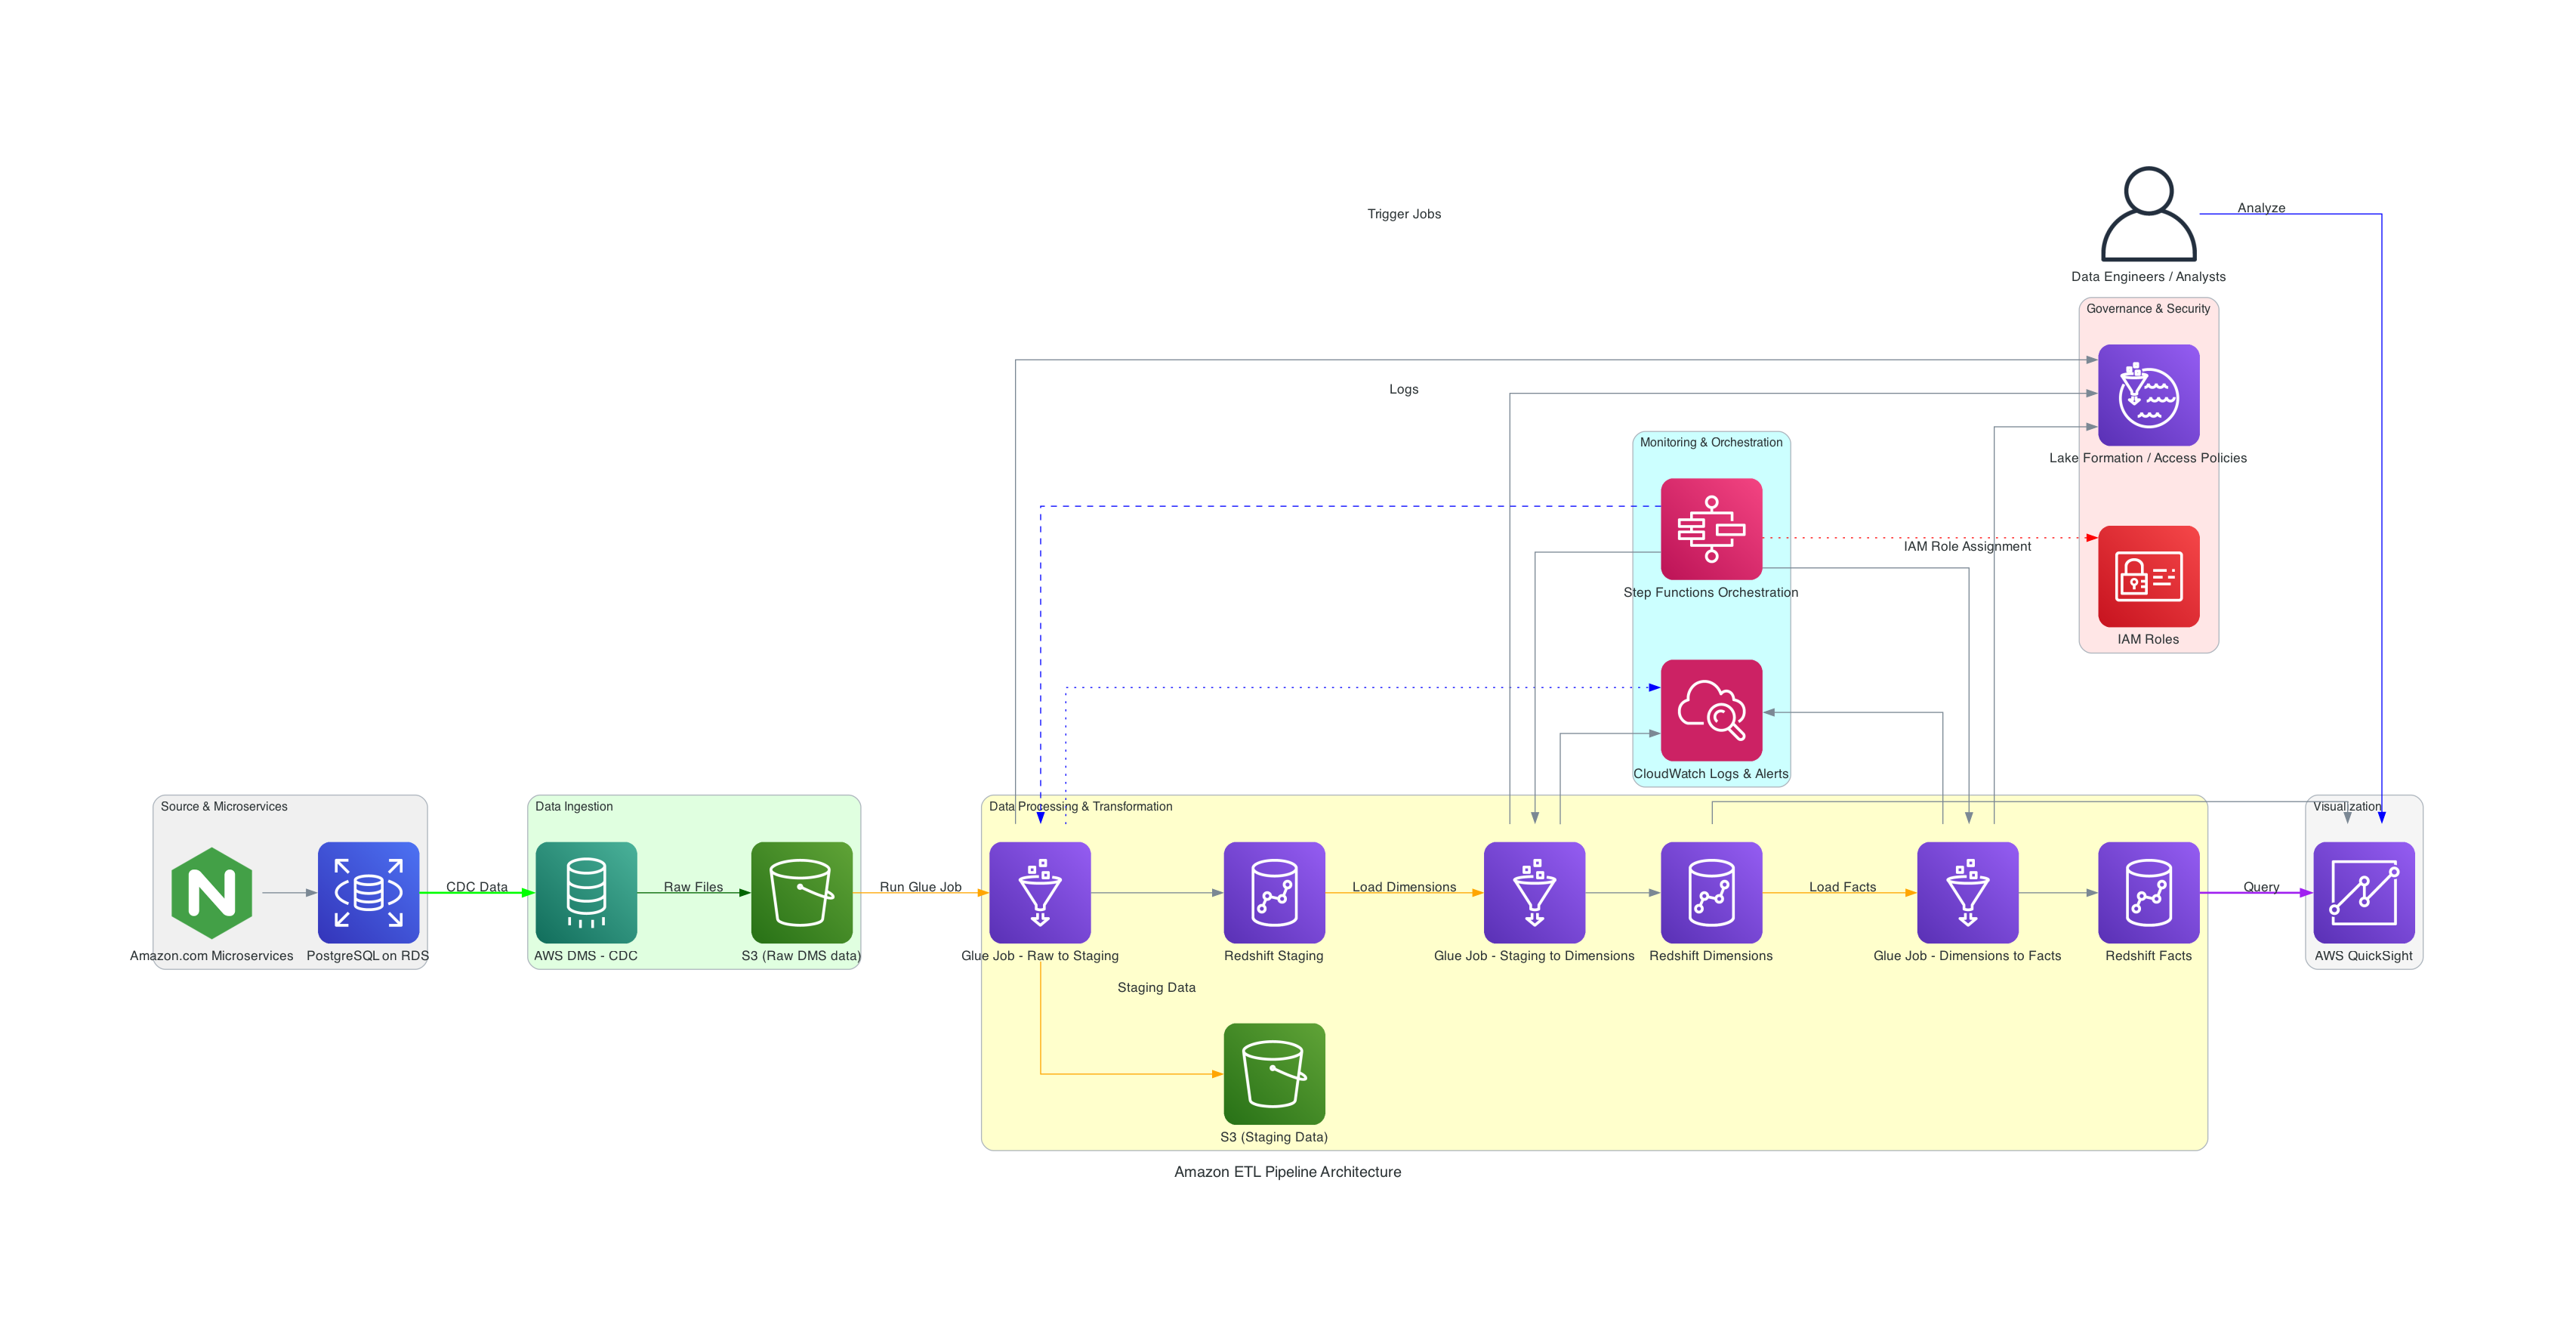 Trigger Jobs
Analyze
Data Engineers / Analysts
Governance & Security
Logs
Lake Formation / Access Policies
Monitoring & Orchestration
Step Functions Orchestration
IAM Role Assignment
IAM Roles
CloudWatch Logs & Alerts
Source & Microservices
Data Ingestion
Data Processing & Transformation
Visualization
CDC Data
Raw Files
Run Glue Job
Load Dimensions
Load Facts
Query
Amazon.com Microservices
PostgreSQL on RDS
AWS DMS - CDC
S3 (Raw DMS data)
Glue Job - Raw to Staging
Redshift Staging
Glue Job - Staging to Dimensions
Redshift Dimensions
Glue Job - Dimensions to Facts
Redshift Facts
AWS QuickSight
Staging Data
S3 (Staging Data)
Amazon ETL Pipeline Architecture